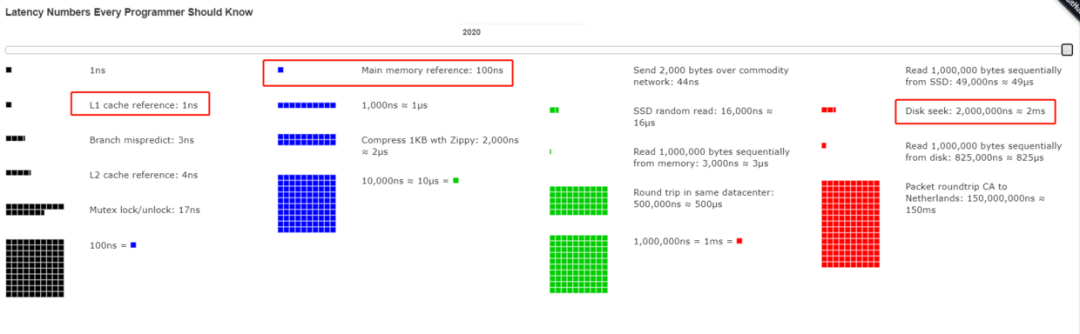 Latency Numbers Every Programmer Should Know
2020
1ns
L1 cache reference: 1ns
Branch mispredict: 3ns
L2 cache reference: 4ns
Mutex lock/unlock: 17ns
100ns =
Main memory reference: 100ns
1,000ns ≈ 1µs
Compress 1KB wth Zippy: 2,000ns
≈ 2µs
10,000ns ≈ 10µs =
Send 2,000 bytes over commodity
network: 44ns
SSD random read: 16,000ns ≈
16µs
Read 1,000,000 bytes sequentially
from memory: 3,000ns ≈ 3µs
Round trip in same datacenter:
500,000ns ≈ 500µs
1,000,000ns = 1ms =
Read 1,000,000 bytes sequentially
from SSD: 49,000ns ≈ 49µs
Disk seek: 2,000,000ns ≈ 2ms
Read 1,000,000 bytes sequentially
from disk: 825,000ns ≈ 825µs
Packet roundtrip CA to
Netherlands: 150,000,000ns ≈
150ms